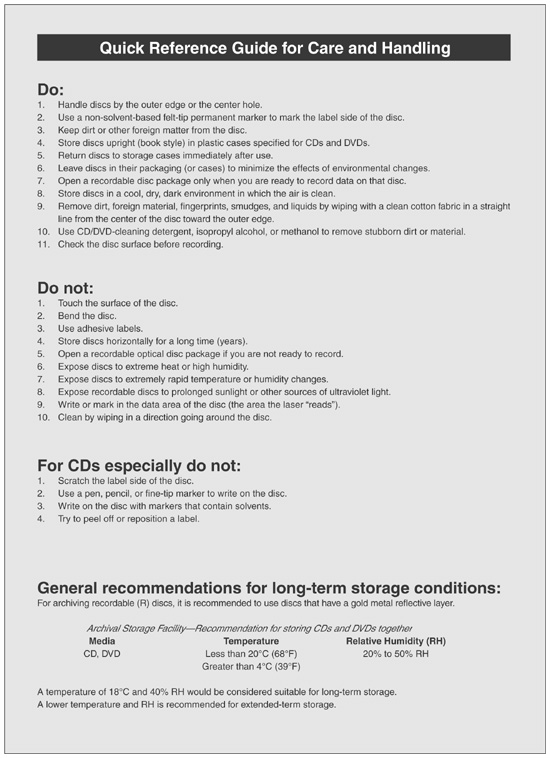 Quick Reference Guide for Care and Handling
Do:
1. Handle discs by the outer edge or the center hole.
2. Use a non-solvent-based felt-tip permanent marker to mark the label side of the disc.
3. Keep dirt or other foreign matter from the disc.
4. Store discs upright (book style) in plastic cases specified for CDs and DVDs.
5. Return discs to storage cases immediately after use.
6. Leave discs in their packaging (or cases) to minimize the effects of environmental changes.
7. Open a recordable disc package only when you are ready to record data on that disc.
8. Store discs in a cool, dry, dark environment in which the air is clean.
9. Remove dirt, foreign material, fingerprints, smudges, and liquids by wiping with a clean cotton fabric in a straight
line from the center of the disc toward the outer edge.
10. Use CD/DVD-cleaning detergent, isopropyl alcohol, or methanol to remove stubborn dirt or material.
11. Check the disc surface before recording.
Do not:
1. Touch the surface of the disc.
2. Bend the disc.
3. Use adhesive labels.
4. Store discs horizontally for a long time (years).
5. Open a recordable optical disc package if you are not ready to record.
6. Expose discs to extreme heat or high humidity.
7. Expose discs to extremely rapid temperature or humidity changes.
8. Expose recordable discs to prolonged sunlight or other sources of ultraviolet light.
9. Write or mark in the data area of the disc (the area the laser “reads”).
10. Clean by wiping in a direction going around the disc.
For CDs especially do not:
1. Scratch the label side of the disc.
2. Use a pen, pencil, or fine-tip marker to write on the disc.
3. Write on the disc with markers that contain solvents.
4. Try to peel off or reposition a label.
General recommendations for long-term storage conditions:
For archiving recordable (R) discs, it is recommended to use discs that have a gold metal reflective layer.
Archival Storage Facility—Recommendation for storing CDs and DVDs together
Media Temperature Relative Humidity (RH)
CD, DVD Less than 20°C (68°F) 20% to 50% RH
Greater than 4°C (39°F)
A temperature of 18°C and 40% RH would be considered suitable for long-term storage.
A lower temperature and RH is recommended for extended-term storage.